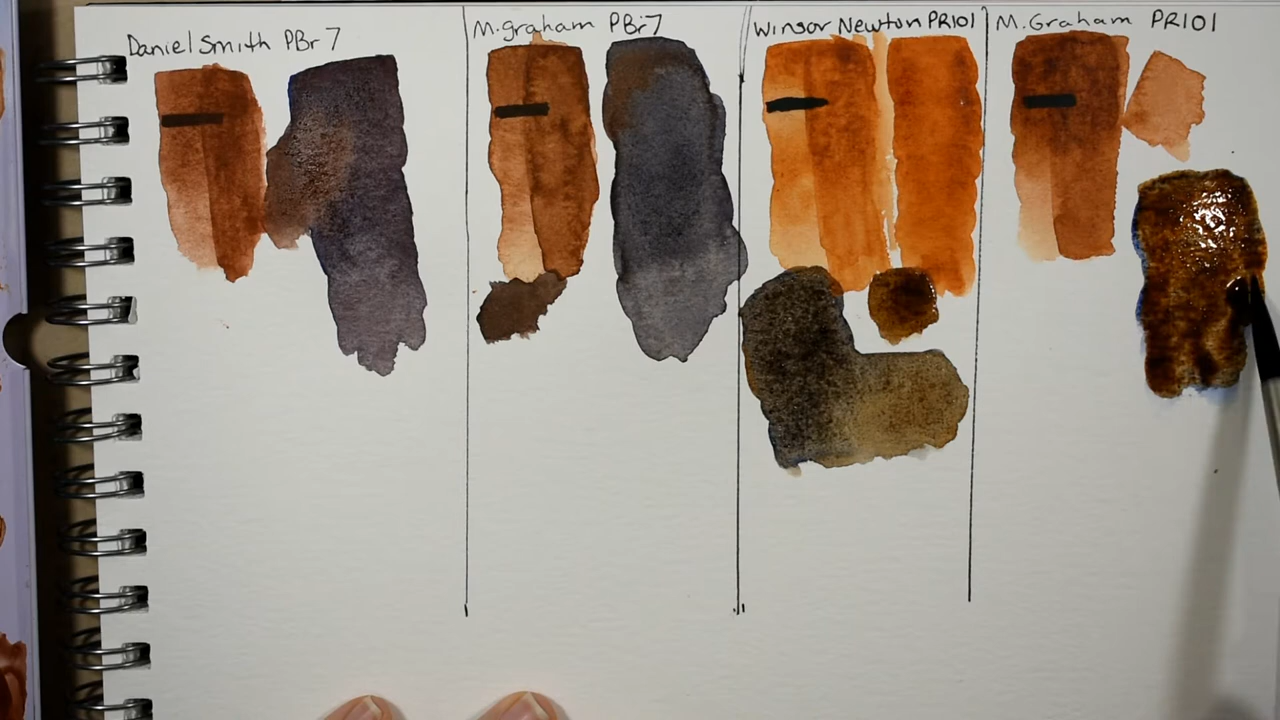 Daniel Smith PBr 7
M. graham PBr7
Winsor Newton PR101
M. Graham PR101